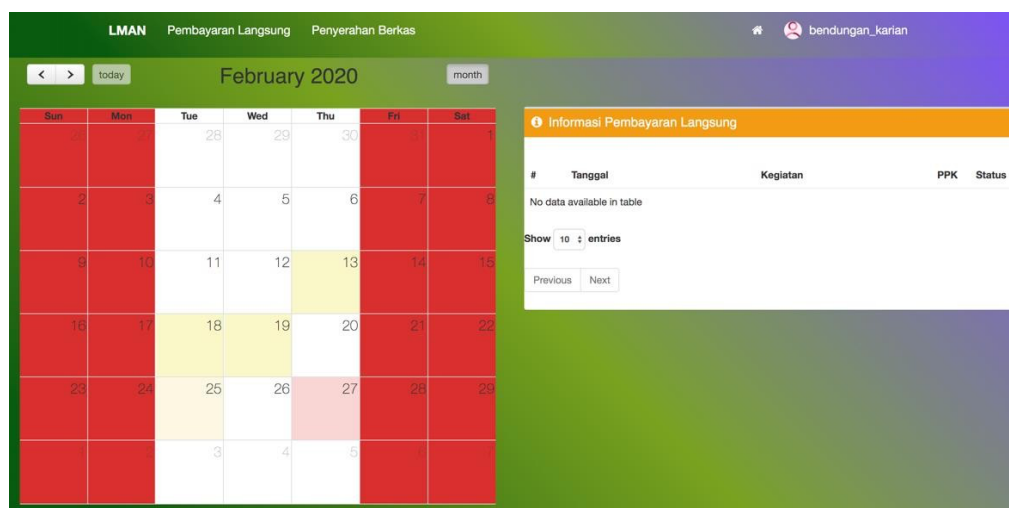 LMAN Pembayaran Langsung Penyerahan Berkas bendungan_karian
< > today February 2020 month
Sun Mon Tue Wed Thu Fri Sat
26 27 28 29 30 31 1
2 3 4 5 6 7 8
9 10 11 12 13 14 15
16 17 18 19 20 21 22
23 24 25 26 27 28 29
1 2 3 4 5
Informasi Pembayaran Langsung
# Tanggal Kegiatan PPK Status
No data available in table
Show 10 entries
Previous Next